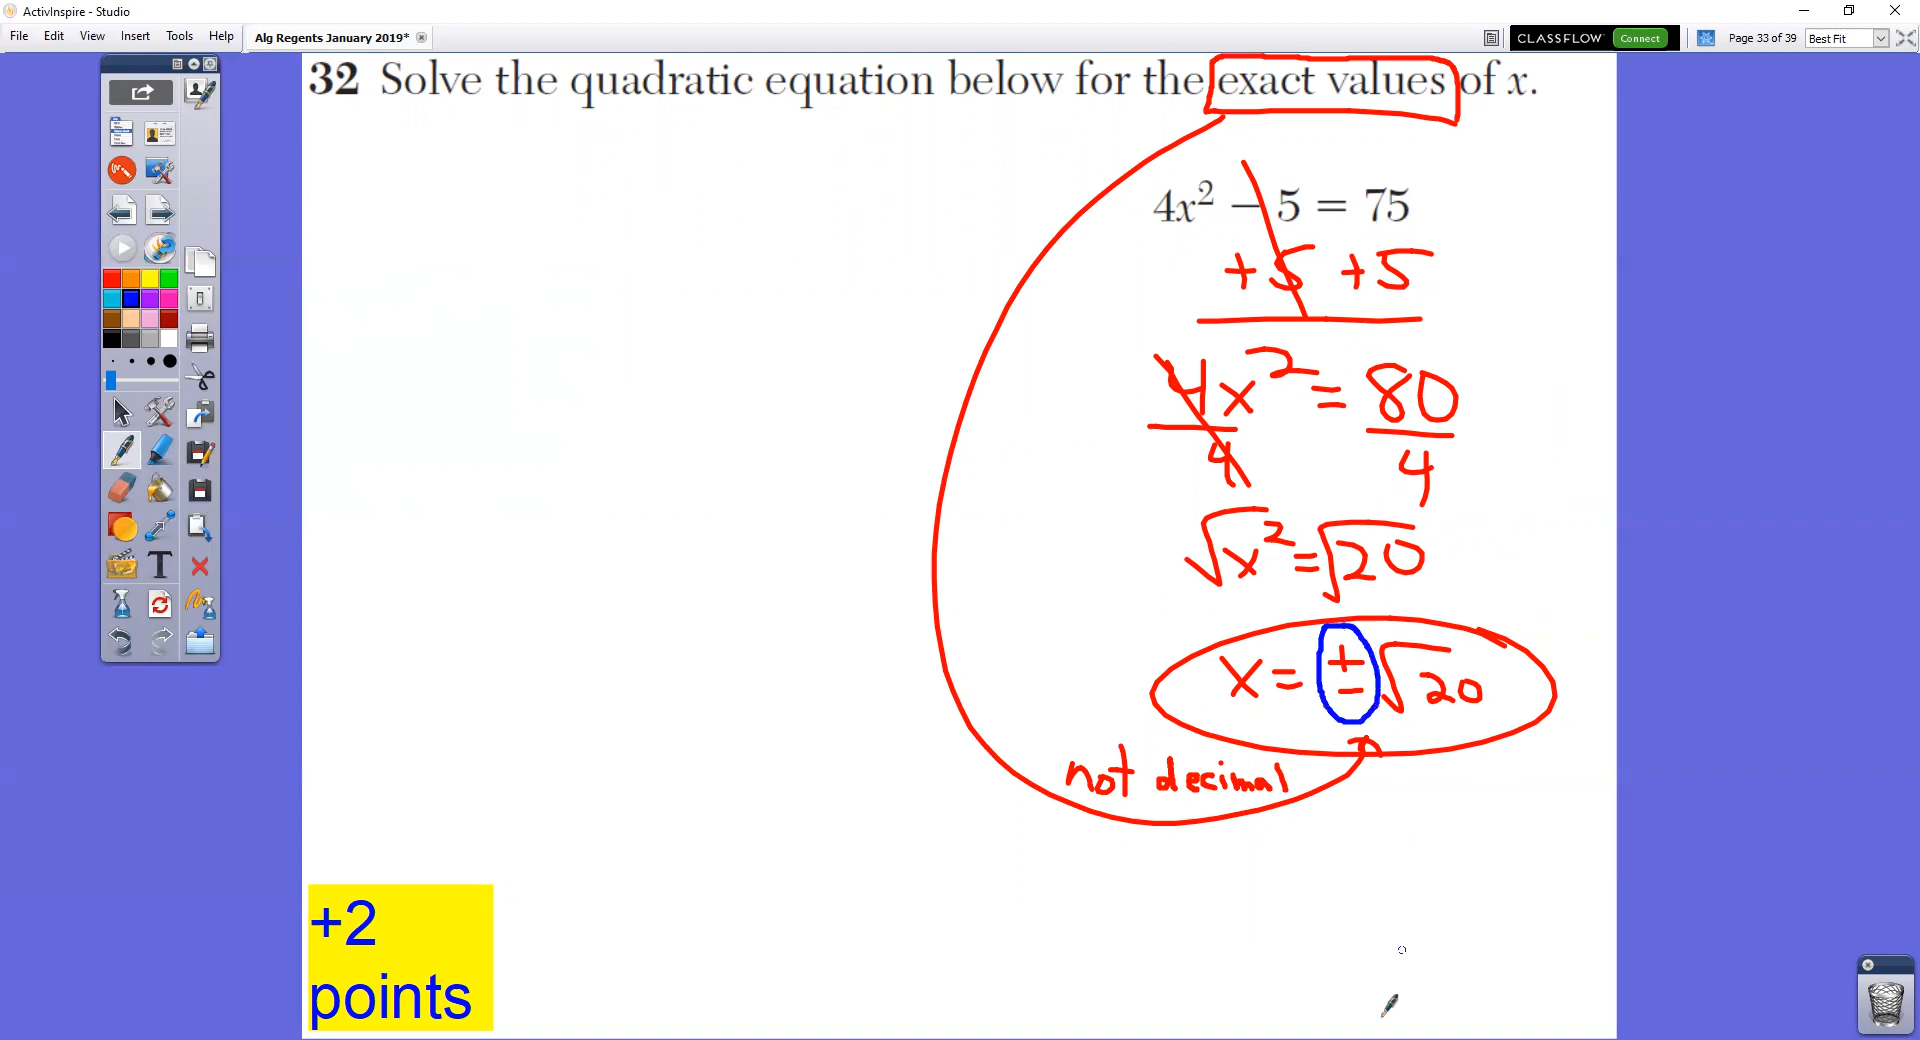 ActivInspire - Studio
File Edit View Insert Tools Help
Alg Regents January 2019*
CLASSFLOW Connect
Page 33 of 39
Best Fit
32 Solve the quadratic equation below for the exact values of x.
4x² − 5 = 75
+ 5 + 5
4x² = 80
4 4
√x² = √20
x = ± √20
not decimal
+2
points
T